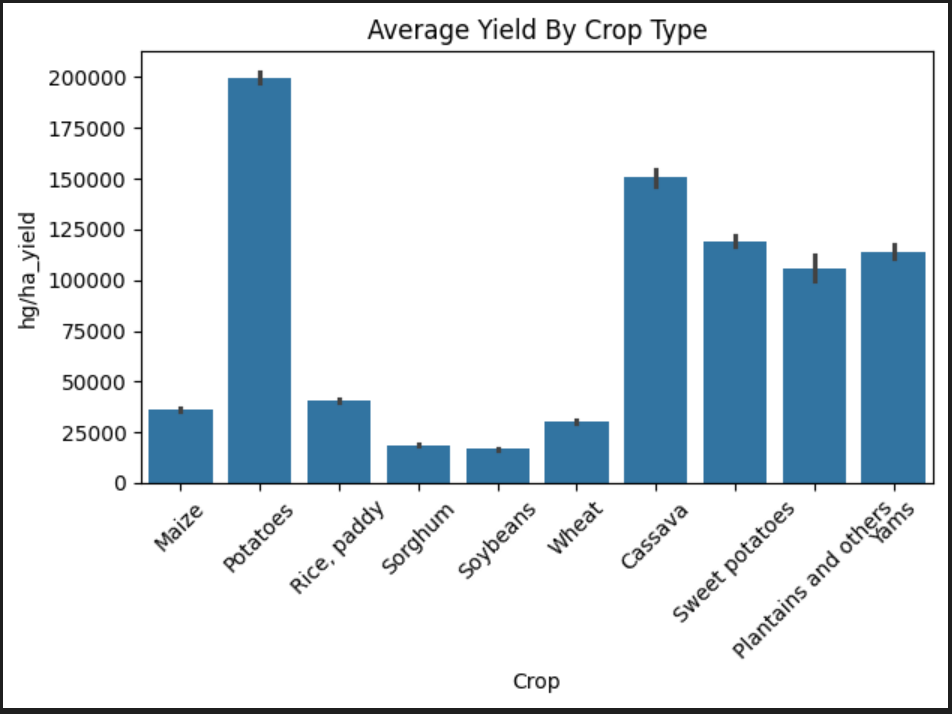 Average Yield By Crop Type
hg/ha_yield
200000
175000
150000
125000
100000
75000
50000
25000
0
Maize
Potatoes
Rice, paddy
Sorghum
Soybeans
Wheat
Cassava
Sweet potatoes
Plantains and others
Yams
Crop